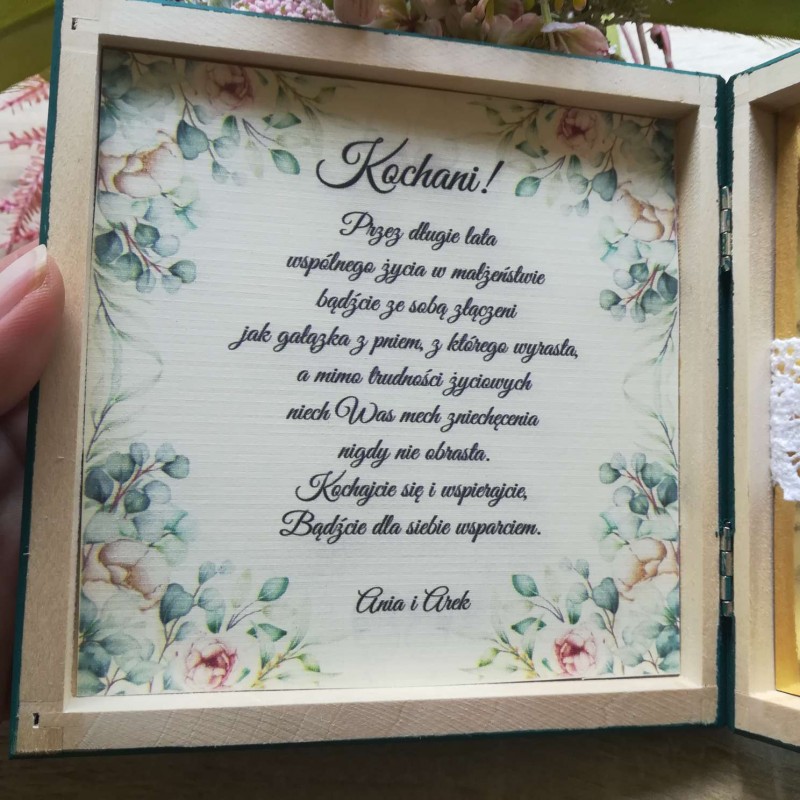 Kochani!
Przez długie lata
wspólnego życia w małżeństwie
bądźcie ze sobą złączeni
jak gałązka z pniem, z którego wyrasta,
a mimo trudności życiowych
niech Was mech zniechęcenia
nigdy nie obrasta.
Kochajcie się i wspierajcie,
Bądźcie dla siebie wsparciem.
Ania i Arek